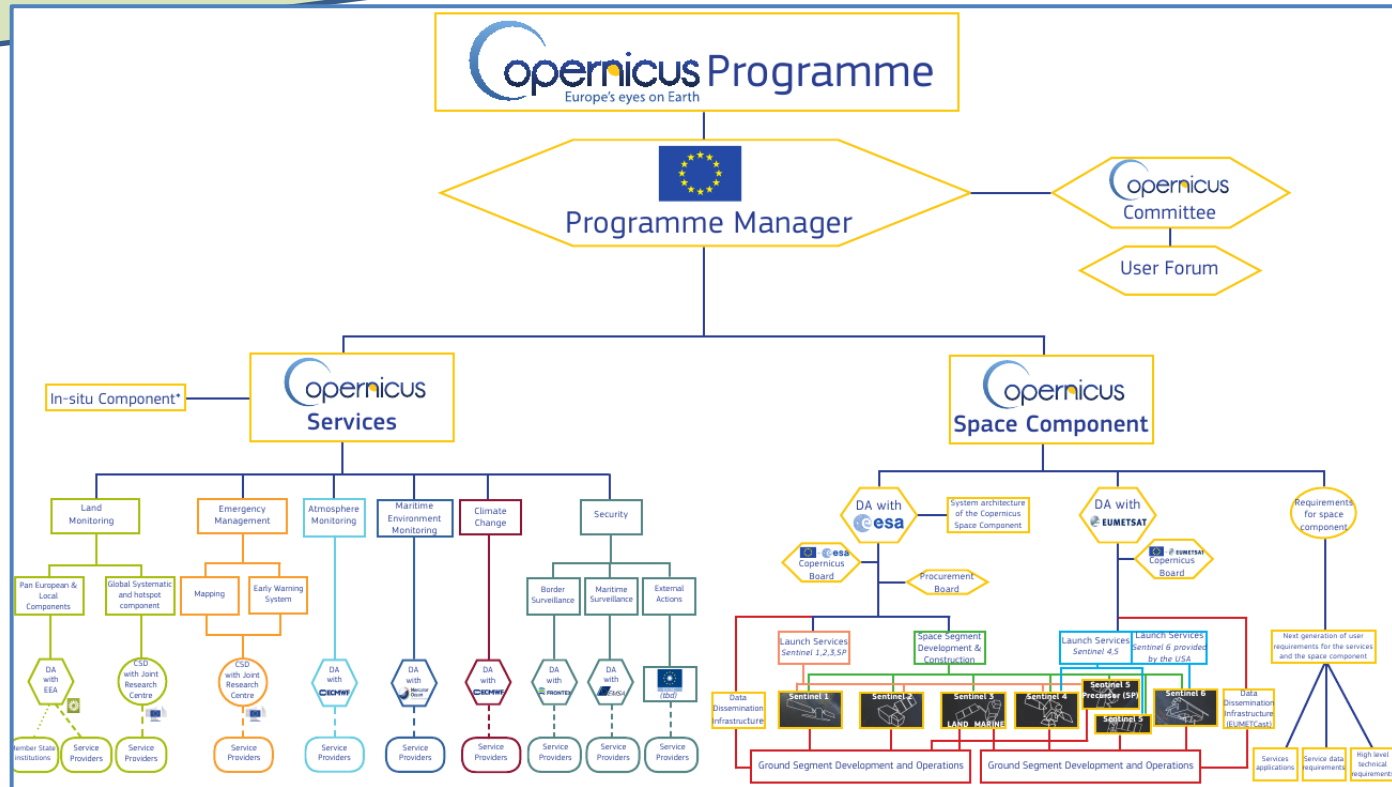 Copernicus Programme
Europe's eyes on Earth
Programme Manager
Copernicus
Committee
User Forum
In-situ Component*
Copernicus
Services
Copernicus
Space Component
Land
Monitoring
Emergency
Management
Atmosphere
Monitoring
Maritime
Environment
Monitoring
Climate
Change
Security
DA with
esa
System architecture
of the Copernicus
Space Component
DA with
EUMETSAT
Requirements
for space
component
esa
Copernicus
Board
Procurement
Board
EUMETSAT
Copernicus
Board
Pan European &
Local
Components
Global Systematic
and hotspot
component
Mapping
Early Warning
System
Border
Surveillance
Maritime
Surveillance
External
Actions
Launch Services
Sentinel 1,2,3,SP
Space Segment
Development &
Construction
Launch Services
Sentinel 4,5
Launch Services
Sentinel 6 provided
by the USA
Next generation of user
requirements for the services
and the space component
DA
with
EEA
CSD
with Joint
Research
Centre
CSD
with Joint
Research
Centre
DA
with
ECMWF
DA
with
Mercator
Ocean
DA
with
ECMWF
DA
with
FRONTEX
DA
with
EMSA
(tbd)
Data
Dissemination
Infrastructure
Sentinel 1
Sentinel 2
Sentinel 3
LAND MARINE
Sentinel 4
Sentinel 5
Precursor (SP)
Sentinel 5
Sentinel 6
Data
Dissemination
Infrastructure
(EUMETCast)
Member State
institutions
Service
Providers
Service
Providers
Service
Providers
Service
Providers
Service
Providers
Service
Providers
Service
Providers
Service
Providers
Service
Providers
Ground Segment Development and Operations
Ground Segment Development and Operations
Services
applications
Service data
requirements
High level
technical
requirements